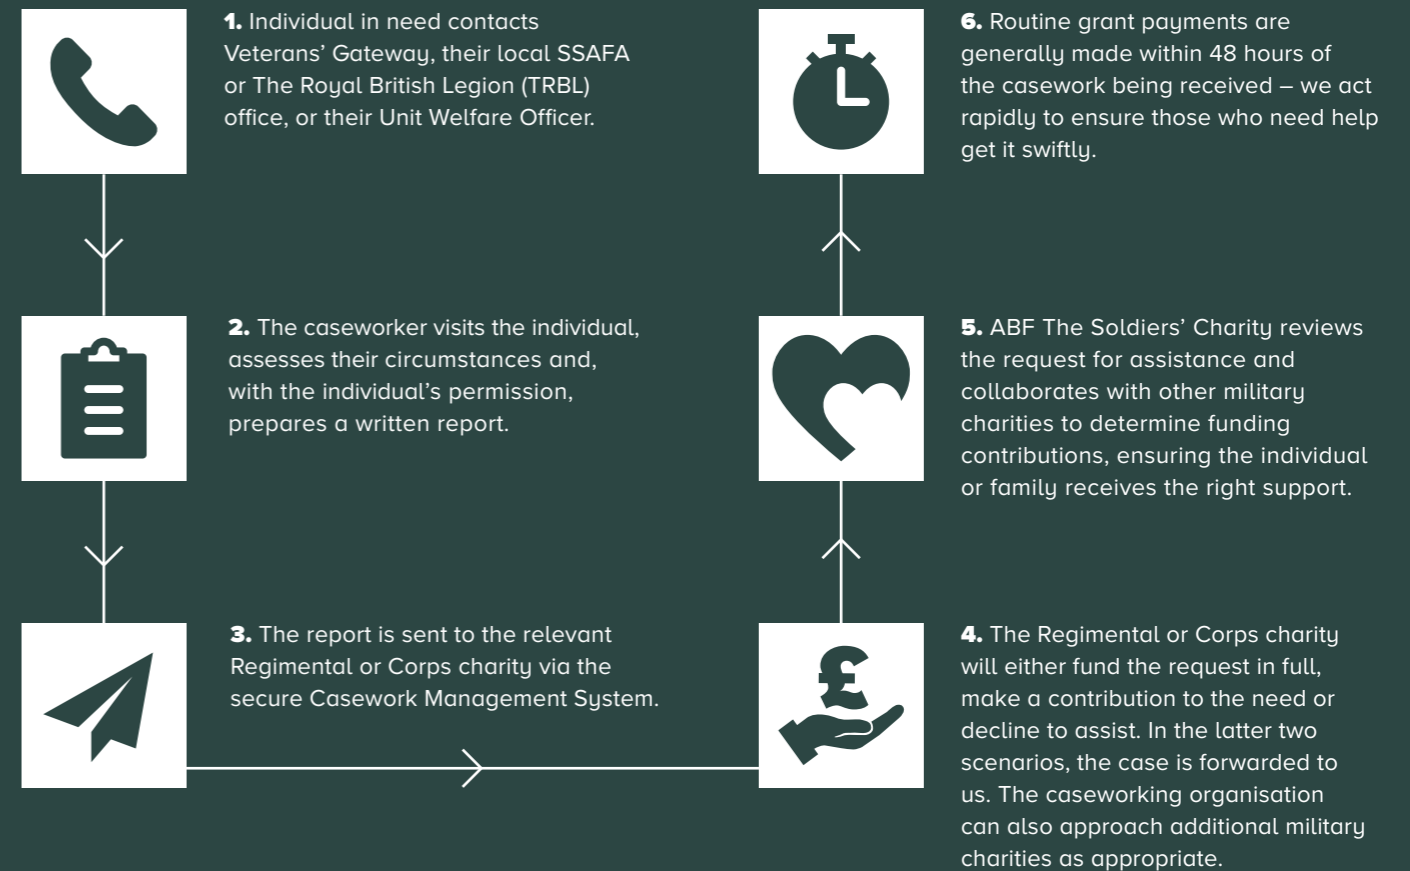 1. Individual in need contacts
Veterans’ Gateway, their local SSAFA
or The Royal British Legion (TRBL)
office, or their Unit Welfare Officer.
2. The caseworker visits the individual,
assesses their circumstances and,
with the individual’s permission,
prepares a written report.
3. The report is sent to the relevant
Regimental or Corps charity via the
secure Casework Management System.
£
4. The Regimental or Corps charity
will either fund the request in full,
make a contribution to the need or
decline to assist. In the latter two
scenarios, the case is forwarded to
us. The caseworking organisation
can also approach additional military
charities as appropriate.
5. ABF The Soldiers’ Charity reviews
the request for assistance and
collaborates with other military
charities to determine funding
contributions, ensuring the individual
or family receives the right support.
6. Routine grant payments are
generally made within 48 hours of
the casework being received – we act
rapidly to ensure those who need help
get it swiftly.